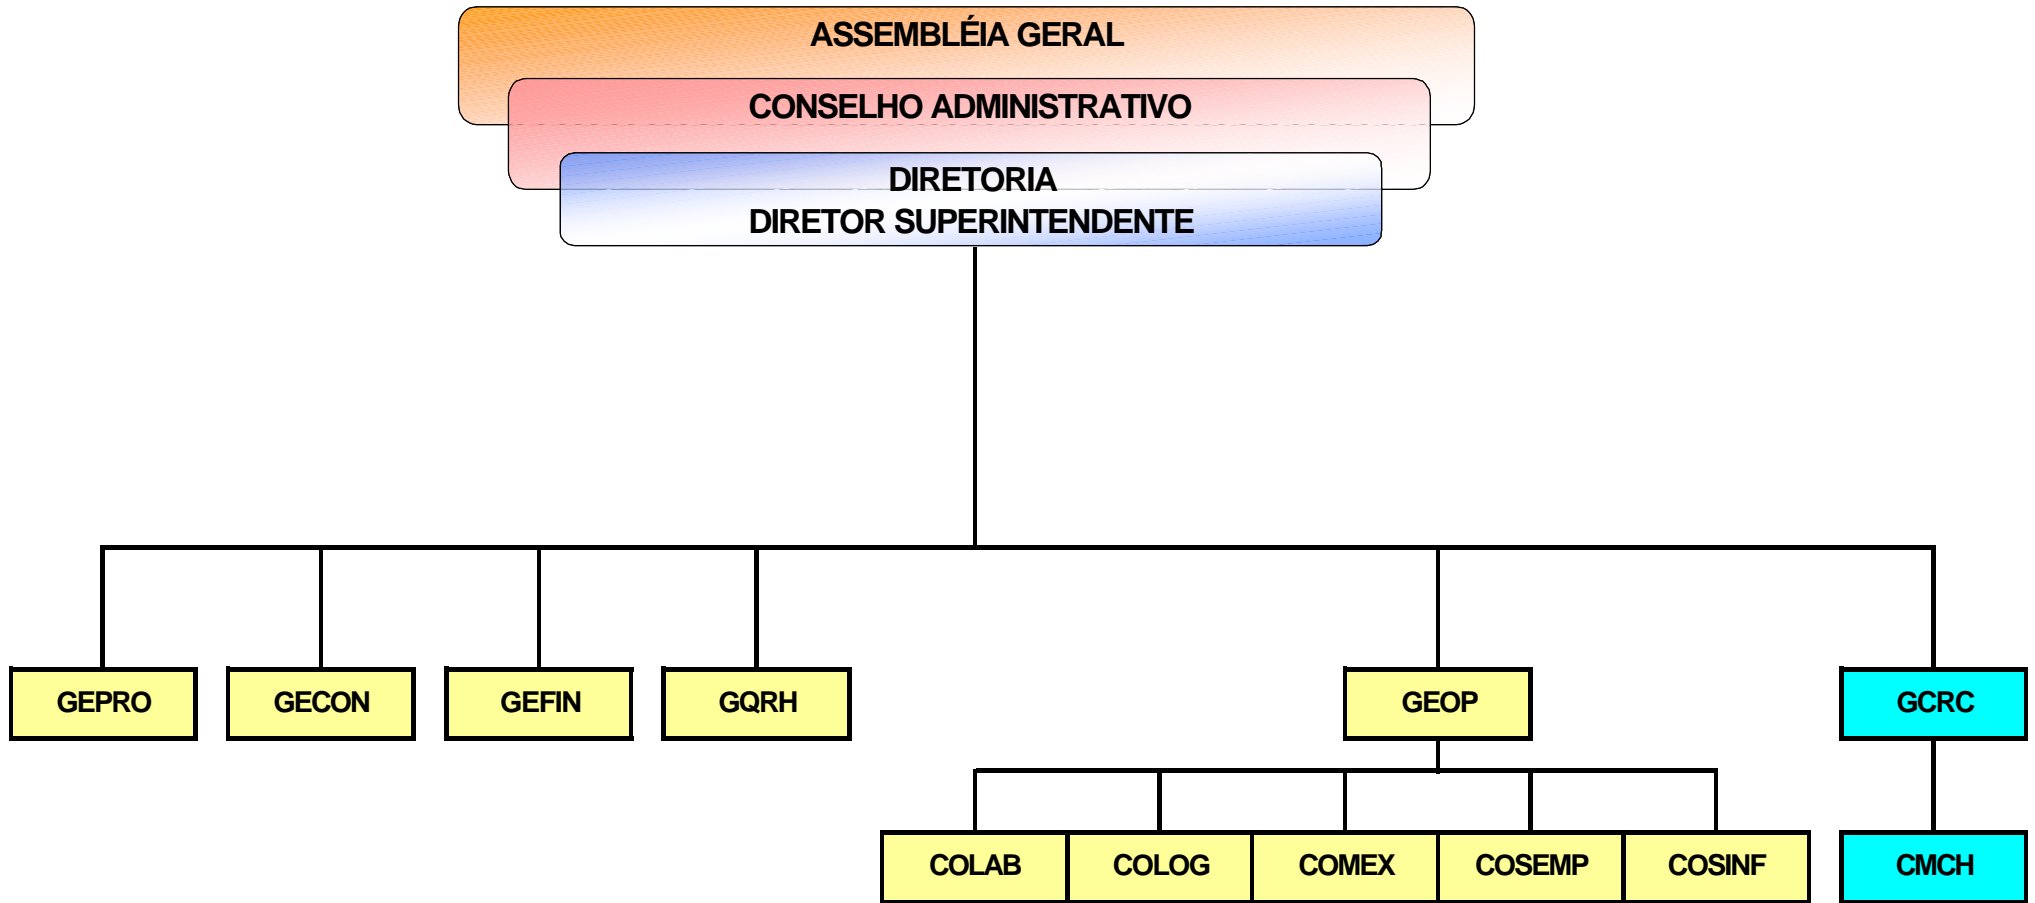 ASSEMBLÉIA GERAL
CONSELHO ADMINISTRATIVO
DIRETORIA
DIRETOR SUPERINTENDENTE
GEPRO
GECON
GEFIN
GQRH
GEOP
GCRC
COLAB
COLOG
COMEX
COSEMP
COSINF
CMCH